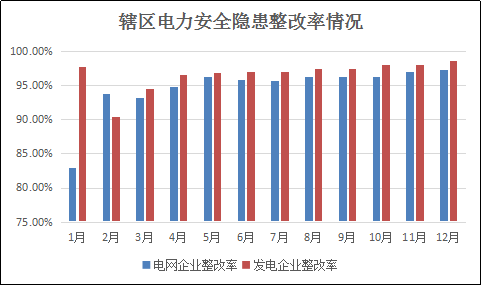 辖区电力安全隐患整改率情况
100.00%
95.00%
90.00%
85.00%
80.00%
75.00%
1月 2月 3月 4月 5月 6月 7月 8月 9月 10月 11月 12月
电网企业整改率 发电企业整改率